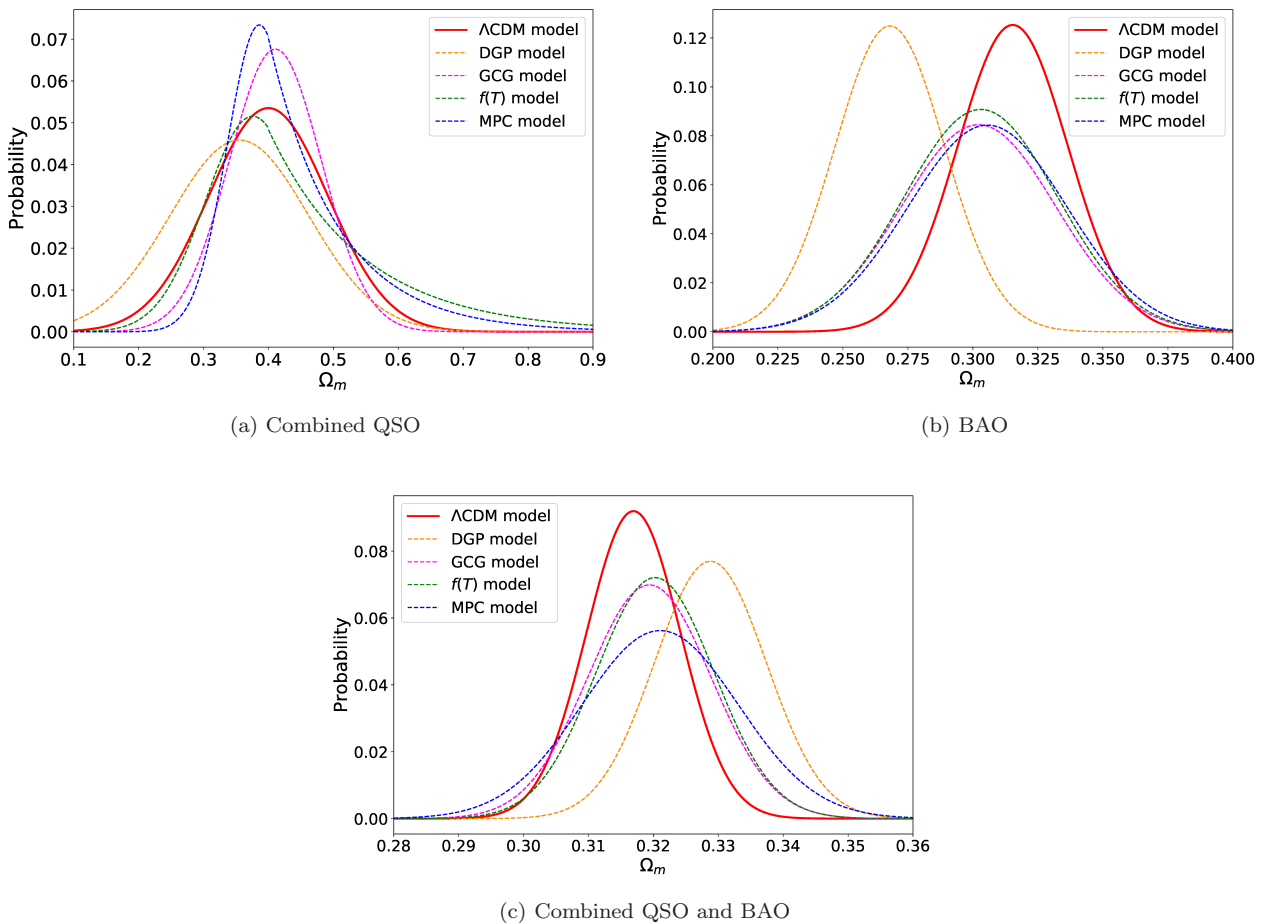 ΛCDM model
DGP model
GCG model
f(T) model
MPC model
Probability
0.07
0.06
0.05
0.04
0.03
0.02
0.01
0.00
0.1 0.2 0.3 0.4 0.5 0.6 0.7 0.8 0.9
Ωm
(a) Combined QSO
ΛCDM model
DGP model
GCG model
f(T) model
MPC model
Probability
0.12
0.10
0.08
0.06
0.04
0.02
0.00
0.200 0.225 0.250 0.275 0.300 0.325 0.350 0.375 0.400
Ωm
(b) BAO
ΛCDM model
DGP model
GCG model
f(T) model
MPC model
Probability
0.08
0.06
0.04
0.02
0.00
0.28 0.29 0.30 0.31 0.32 0.33 0.34 0.35 0.36
Ωm
(c) Combined QSO and BAO